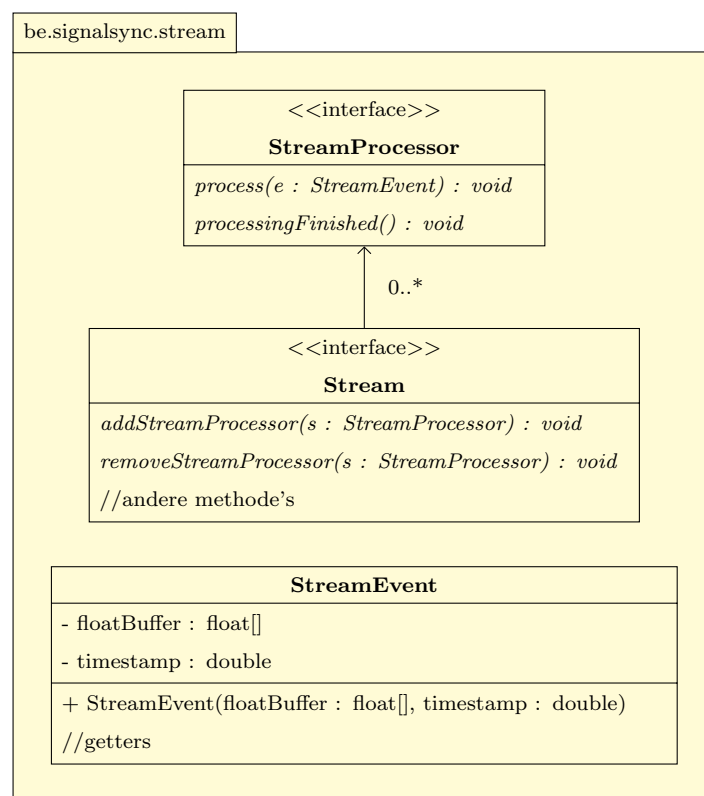 be.signalsync.stream
<<interface>>
StreamProcessor
process(e : StreamEvent) : void
processingFinished() : void
0..*
<<interface>>
Stream
addStreamProcessor(s : StreamProcessor) : void
removeStreamProcessor(s : StreamProcessor) : void
//andere methode's
StreamEvent
- floatBuffer : float[]
- timestamp : double
+ StreamEvent(floatBuffer : float[], timestamp : double)
//getters